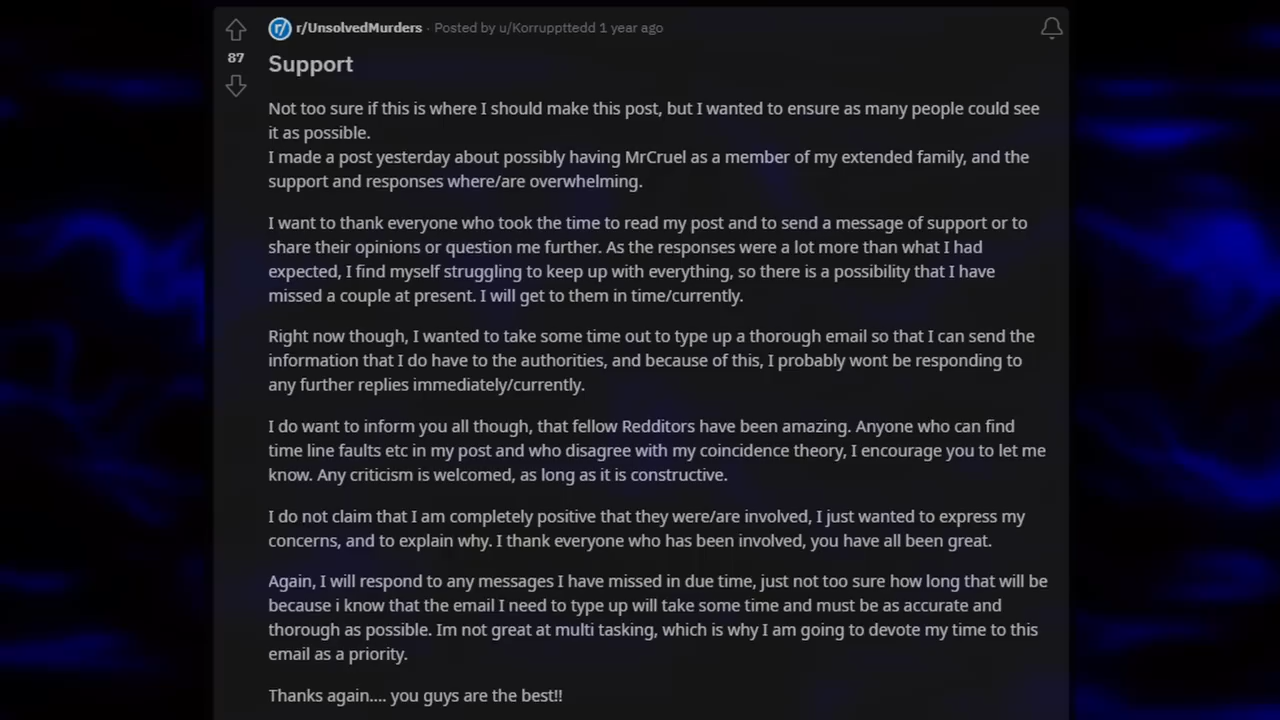 r/UnsolvedMurders · Posted by u/Korruppttedd 1 year ago
87
Support
Not too sure if this is where I should make this post, but I wanted to ensure as many people could see
it as possible.
I made a post yesterday about possibly having MrCruel as a member of my extended family, and the
support and responses where/are overwhelming.
I want to thank everyone who took the time to read my post and to send a message of support or to
share their opinions or question me further. As the responses were a lot more than what I had
expected, I find myself struggling to keep up with everything, so there is a possibility that I have
missed a couple at present. I will get to them in time/currently.
Right now though, I wanted to take some time out to type up a thorough email so that I can send the
information that I do have to the authorities, and because of this, I probably wont be responding to
any further replies immediately/currently.
I do want to inform you all though, that fellow Redditors have been amazing. Anyone who can find
time line faults etc in my post and who disagree with my coincidence theory, I encourage you to let me
know. Any criticism is welcomed, as long as it is constructive.
I do not claim that I am completely positive that they were/are involved, I just wanted to express my
concerns, and to explain why. I thank everyone who has been involved, you have all been great.
Again, I will respond to any messages I have missed in due time, just not too sure how long that will be
because i know that the email I need to type up will take some time and must be as accurate and
thorough as possible. Im not great at multi tasking, which is why I am going to devote my time to this
email as a priority.
Thanks again.... you guys are the best!!